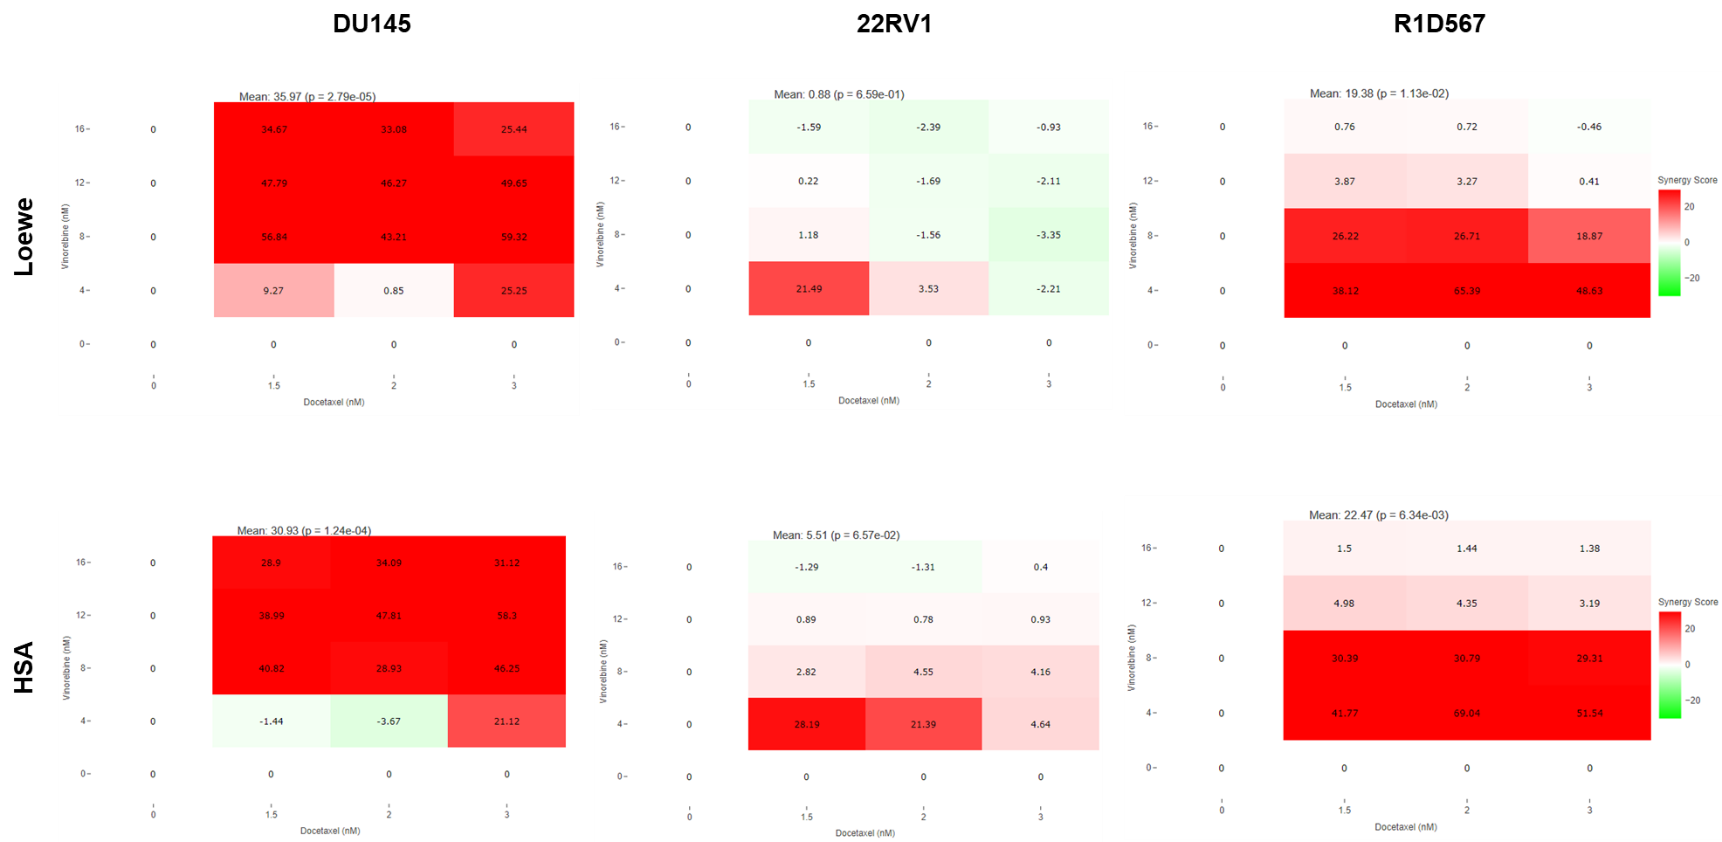 DU145 22RV1 R1D567
Loewe
Mean: 35.97 (p = 2.79e-05)
16 0 34.67 33.08 25.44
12 0 47.79 46.27 49.65
8 0 56.84 43.21 59.32
4 0 9.27 0.85 25.25
0 0 0 0 0
0 1.5 2 3
Vinorelbine (nM)
Docetaxel (nM)
Mean: 0.88 (p = 6.59e-01)
16 0 -1.59 -2.39 -0.93
12 0 0.22 -1.69 -2.11
8 0 1.18 -1.56 -3.35
4 0 21.49 3.53 -2.21
0 0 0 0 0
0 1.5 2 3
Vinorelbine (nM)
Docetaxel (nM)
Mean: 19.38 (p = 1.13e-02)
16 0 0.76 0.72 -0.46
12 0 3.87 3.27 0.41
8 0 26.22 26.71 18.87
4 0 38.12 65.39 48.63
0 0 0 0 0
0 1.5 2 3
Vinorelbine (nM)
Docetaxel (nM)
Synergy Score
20
0
-20
HSA
Mean: 30.93 (p = 1.24e-04)
16 0 28.9 34.09 31.12
12 0 38.99 47.81 58.3
8 0 40.82 28.93 46.25
4 0 -1.44 -3.67 21.12
0 0 0 0 0
0 1.5 2 3
Vinorelbine (nM)
Docetaxel (nM)
Mean: 5.51 (p = 6.57e-02)
16 0 -1.29 -1.31 0.4
12 0 0.89 0.78 0.93
8 0 2.82 4.55 4.16
4 0 28.19 21.39 4.64
0 0 0 0 0
0 1.5 2 3
Vinorelbine (nM)
Docetaxel (nM)
Mean: 22.47 (p = 6.34e-03)
16 0 1.5 1.44 1.38
12 0 4.98 4.35 3.19
8 0 30.39 30.79 29.31
4 0 41.77 69.04 51.54
0 0 0 0 0
0 1.5 2 3
Vinorelbine (nM)
Docetaxel (nM)
Synergy Score
20
0
-20